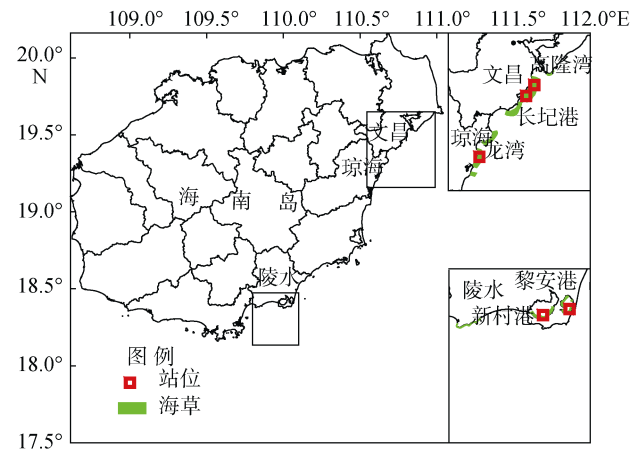 109.0° 109.5° 110.0° 110.5° 111.0° 111.5° 112.0°E
20.0°
N
19.5°
19.0°
18.5°
18.0°
17.5°
文昌
琼海
海 南 岛
陵水
高隆湾
文昌
长圮港
琼海
龙湾
黎安港
陵水
新村港
图 例
站位
海草